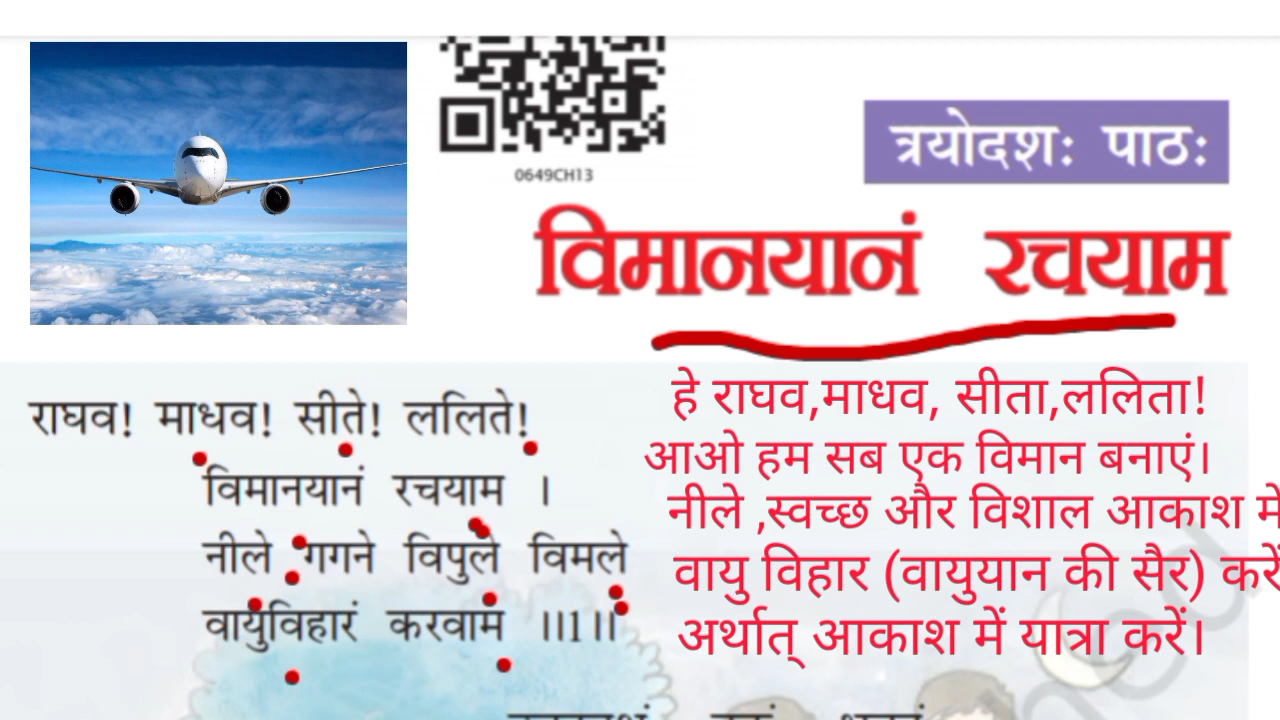 0649CH13
त्रयोदशः पाठः
विमानयानं रचयाम
राघव! माधव! सीते! ललिते!
विमानयानं रचयाम ।
नीले गगने विपुले विमले
वायुविहारं करवाम ।।1।।
हे राघव,माधव, सीता,ललिता!
आओ हम सब एक विमान बनाएं।
नीले ,स्वच्छ और विशाल आकाश में
वायु विहार (वायुयान की सैर) करें
अर्थात् आकाश में यात्रा करें।